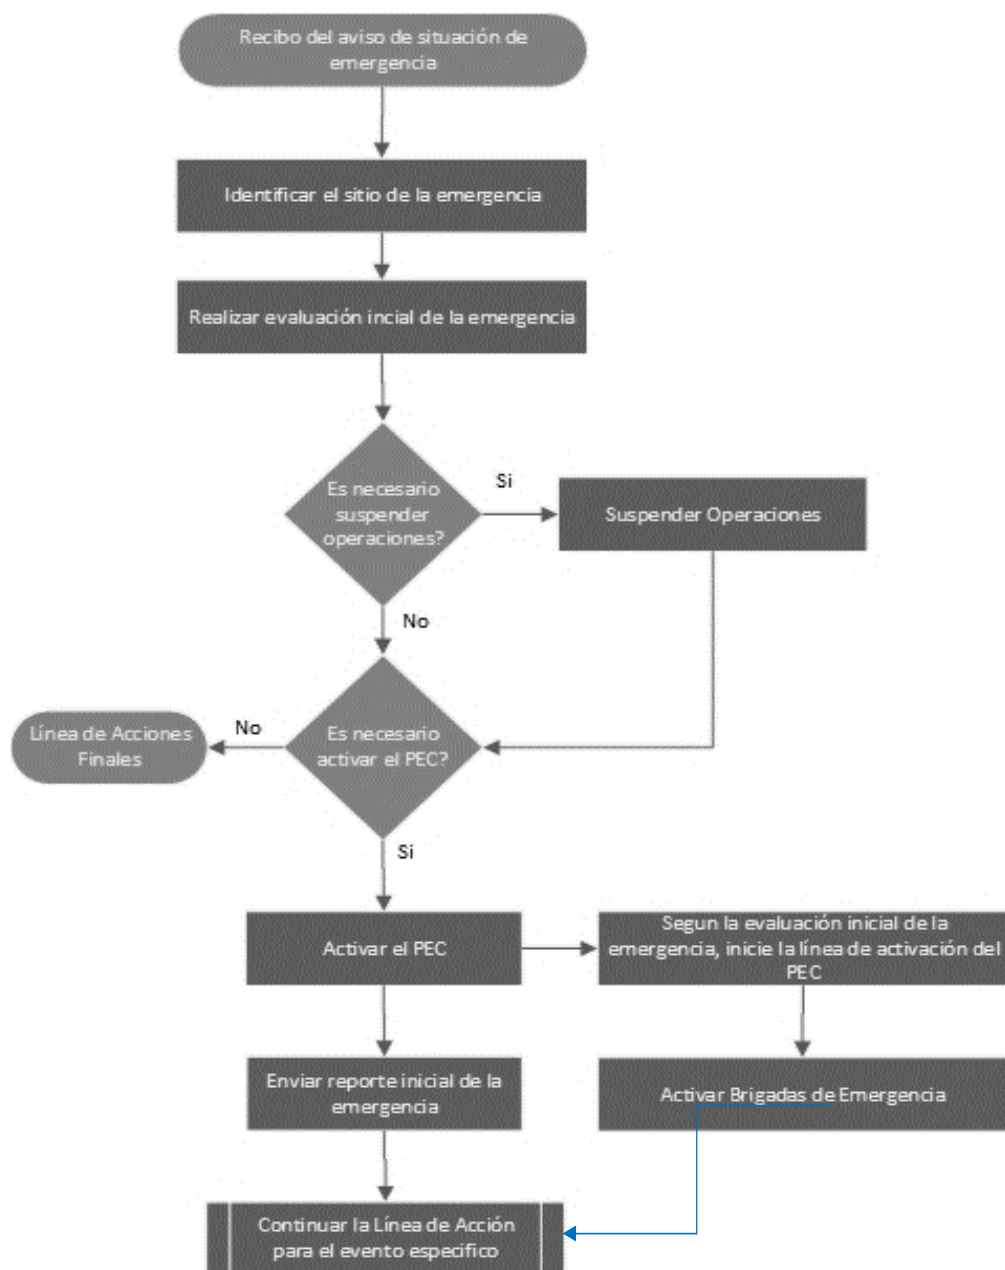 Recibo del aviso de situación de
emergencia
Identificar el sitio de la emergencia
Realizar evaluación incial de la emergencia
Es necesario
suspender
operaciones?
Si
Suspender Operaciones
No
Es necesario
activar el PEC?
No
Línea de Acciones
Finales
Si
Activar el PEC
Segun la evaluación inicial de la
emergencia, inicie la línea de activación del
PEC
Enviar reporte inicial de la
emergencia
Activar Brigadas de Emergencia
Continuar la Línea de Acción
para el evento especifico